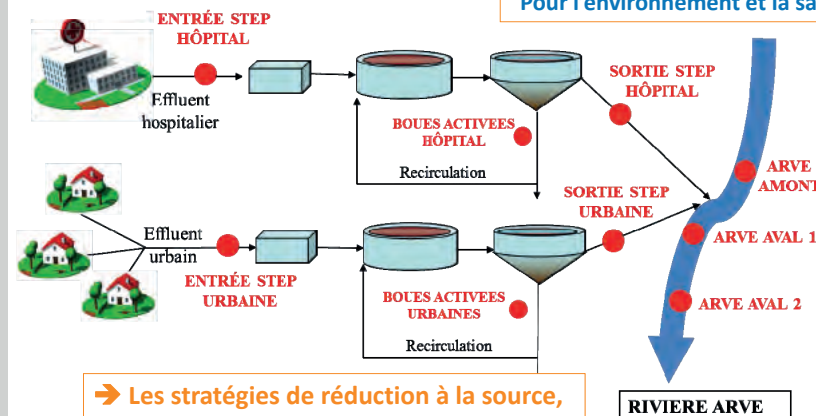 Pour l'environnement et la
ENTRÉE STEP
HÔPITAL
Effluent
hospitalier
BOUES ACTIVEES
HÔPITAL
Recirculation
SORTIE STEP
HÔPITAL
ARVE
AMONT
Effluent
urbain
ENTRÉE STEP
URBAINE
BOUES ACTIVEES
URBAINES
Recirculation
SORTIE STEP
URBAINE
ARVE AVAL 1
ARVE AVAL 2
➔ Les stratégies de réduction à la source,
RIVIERE ARVE